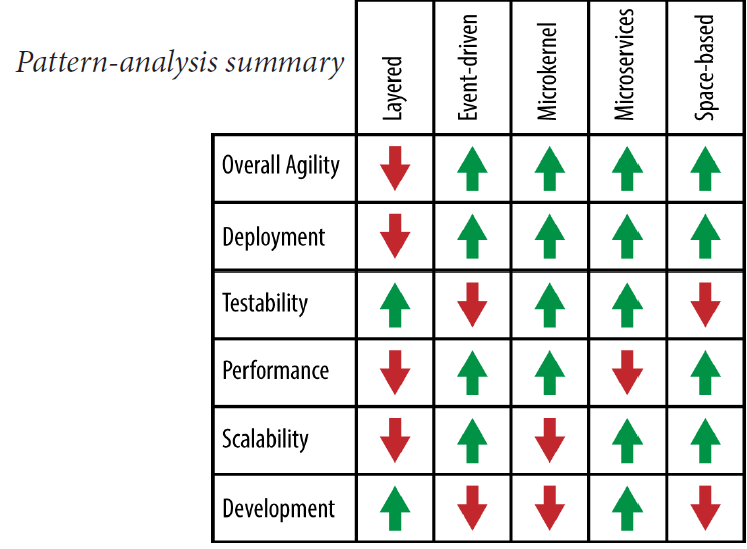 Pattern-analysis summary
Layered
Event-driven
Microkernel
Microservices
Space-based
Overall Agility
Deployment
Testability
Performance
Scalability
Development